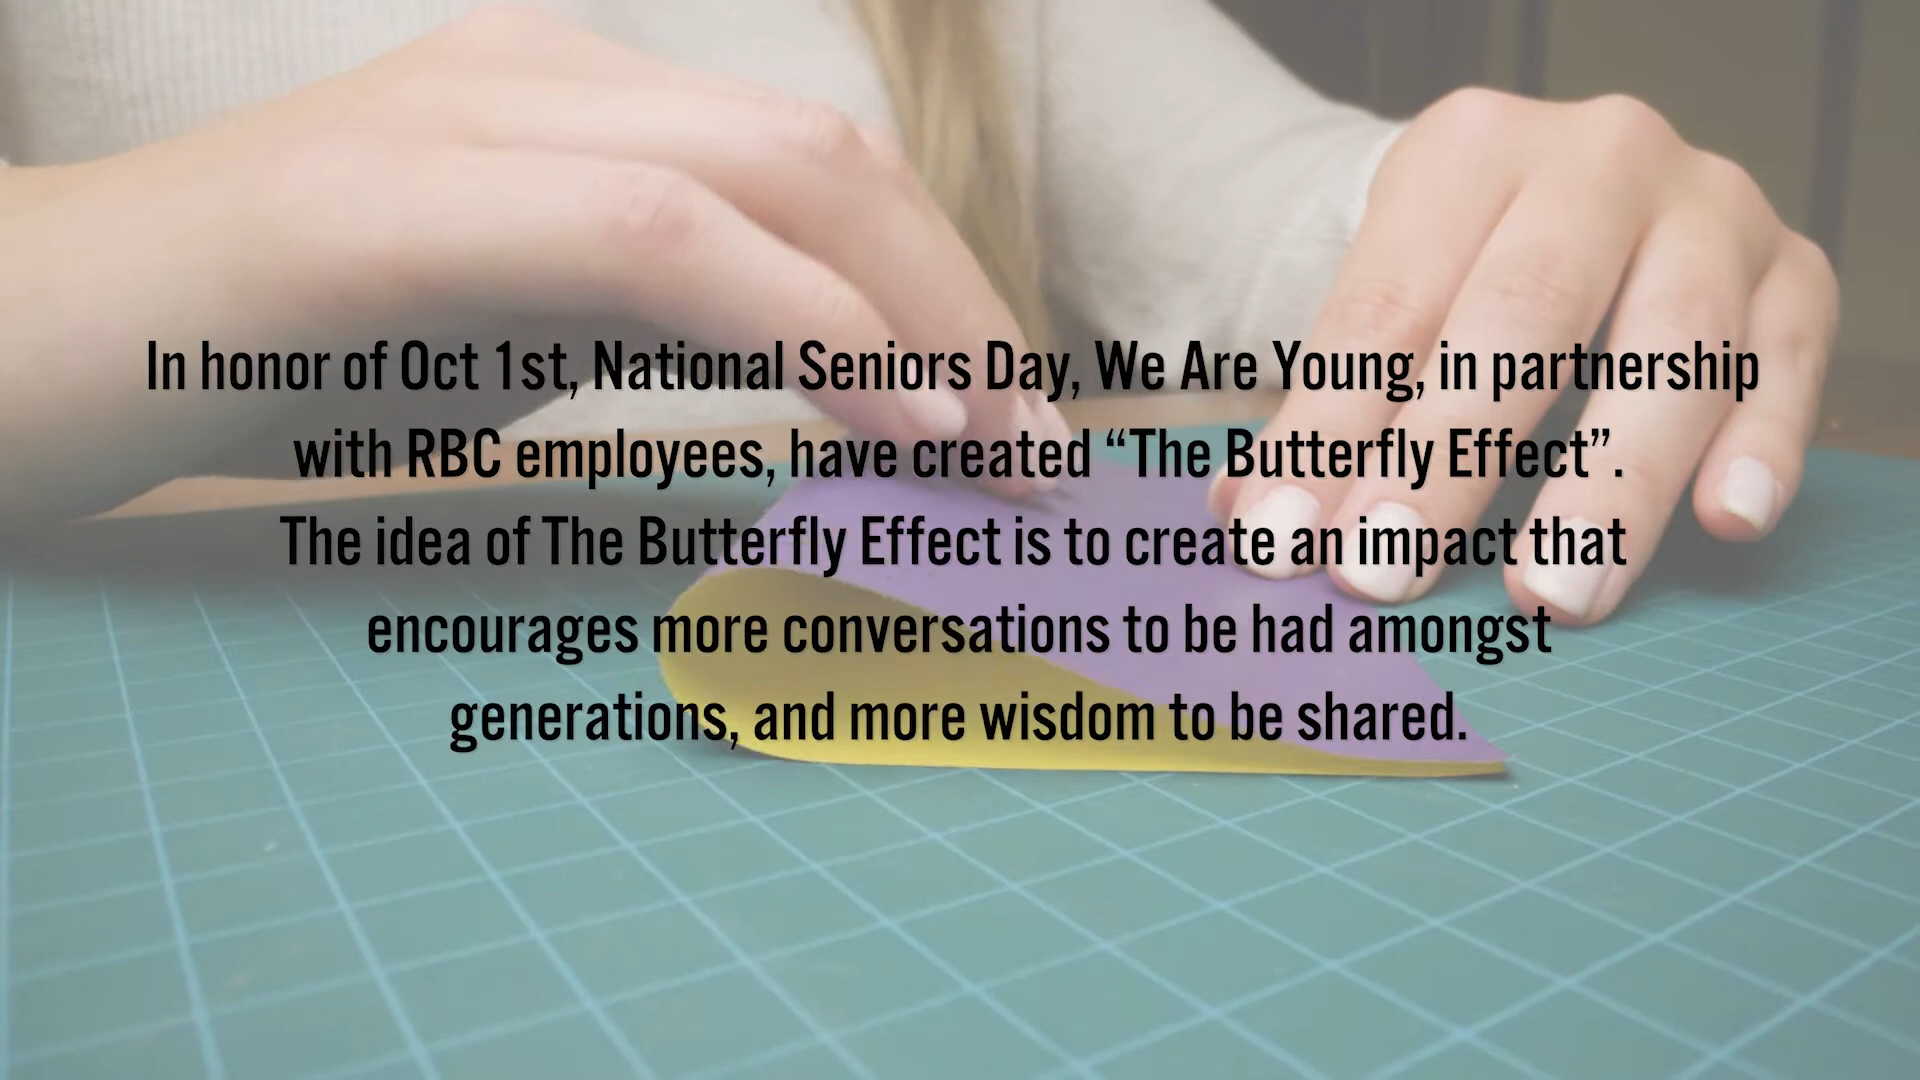 In honor of Oct 1st, National Seniors Day, We Are Young, in partnership
with RBC employees, have created “The Butterfly Effect”.
The idea of The Butterfly Effect is to create an impact that
encourages more conversations to be had amongst
generations, and more wisdom to be shared.